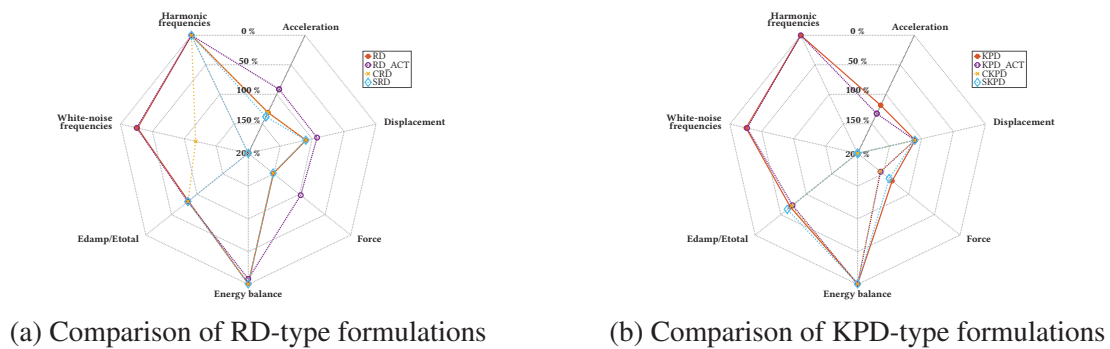 Harmonic
frequencies
0 %
Acceleration
50 %
100 %
150 %
20 %
Displacement
Force
Energy balance
Edamp/Etotal
White-noise
frequencies
RD
RD_ACT
CRD
SRD
(a) Comparison of RD-type formulations
Harmonic
frequencies
0 %
Acceleration
50 %
100 %
150 %
20 %
Displacement
Force
Energy balance
Edamp/Etotal
White-noise
frequencies
KPD
KPD_ACT
CKPD
SKPD
(b) Comparison of KPD-type formulations